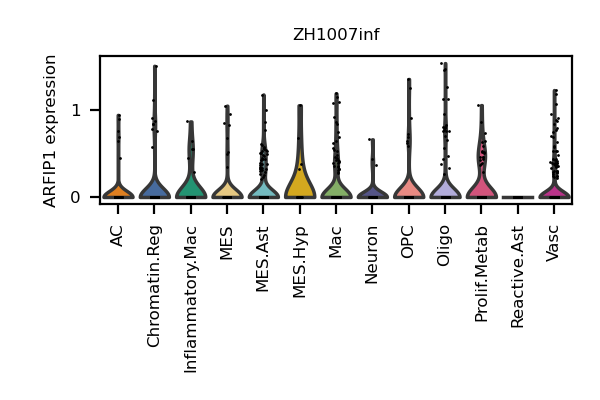 ZH1007inf
ARFIP1 expression
1
0
AC
Chromatin.Reg
Inflammatory.Mac
MES
MES.Ast
MES.Hyp
Mac
Neuron
OPC
Oligo
Prolif.Metab
Reactive.Ast
Vasc